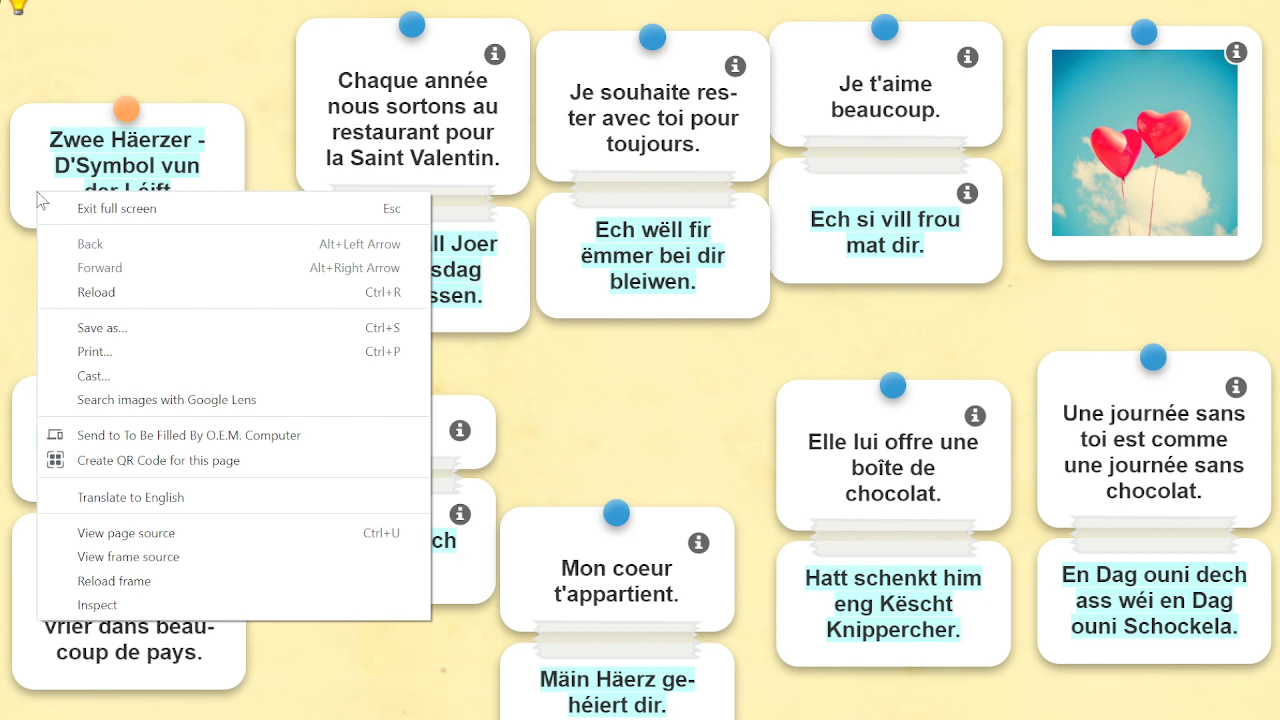 Zwee Häerzer -
D'Symbol vun
der Léift
Chaque année
nous sortons au
restaurant pour
la Saint Valentin.
all Joer
Je souhaite res-
ter avec toi pour
toujours.
Ech wëll fir
ëmmer bei dir
bleiwen.
Je t'aime
beaucoup.
Ech si vill frou
mat dir.
Exit full screen Esc
Back Alt+Left Arrow
Forward Alt+Right Arrow
Reload Ctrl+R
Save as... Ctrl+S
Print... Ctrl+P
Cast...
Search images with Google Lens
Send to To Be Filled By O.E.M. Computer
Create QR Code for this page
Translate to English
View page source Ctrl+U
View frame source
Reload frame
Inspect
vrier dans beau-
coup de pays.
Mon coeur
t'appartient.
Mäin Häerz ge-
héiert dir.
Elle lui offre une
boîte de
chocolat.
Hatt schenkt him
eng Këscht
Knippercher.
Une journée sans
toi est comme
une journée sans
chocolat.
En Dag ouni dech
ass wéi en Dag
ouni Schockela.